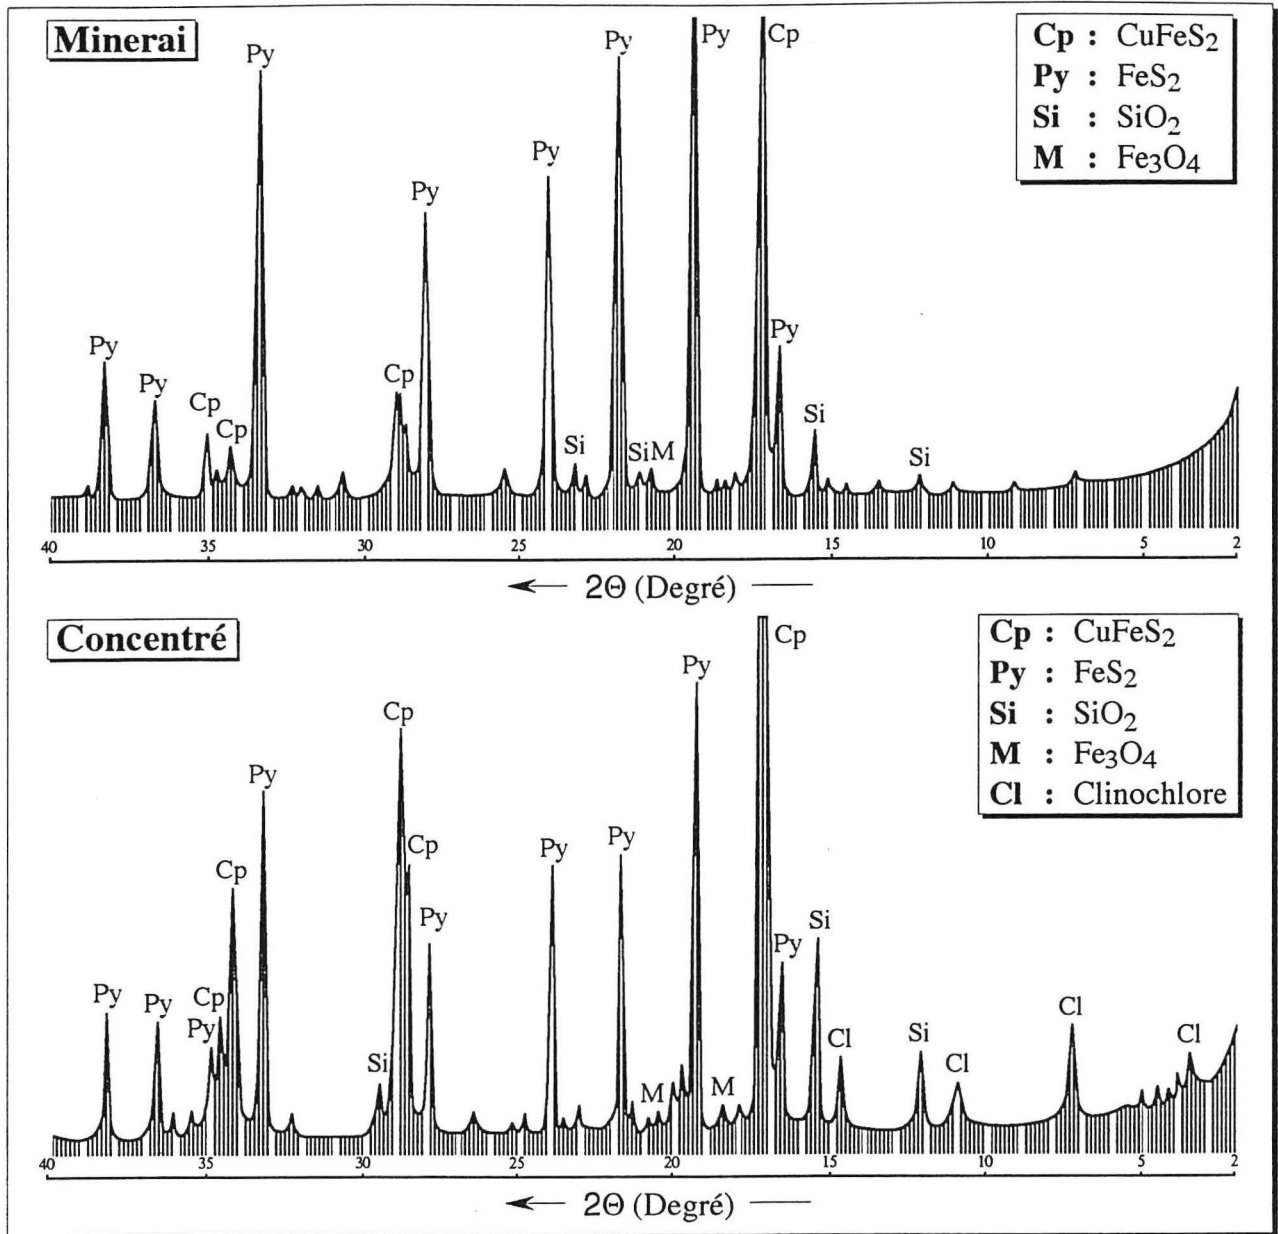 Minerai
Cp : CuFeS2
Py : FeS2
Si : SiO2
M : Fe3O4
Py
Py
Cp
Cp
Py
Cp
Py
Py
Si
Py
Si
M
Py
Cp
Py
Si
Si
40 35 30 25 20 15 10 5 2
2Θ (Degré)
Concentré
Cp : CuFeS2
Py : FeS2
Si : SiO2
M : Fe3O4
Cl : Clinochlore
Py
Py
Py
Cp
Cp
Py
Si
Cp
Cp
Py
Py
Py
M
Py
M
Cp
Py
Si
Cl
Si
Cl
Cl
Cl
40 35 30 25 20 15 10 5 2
2Θ (Degré)